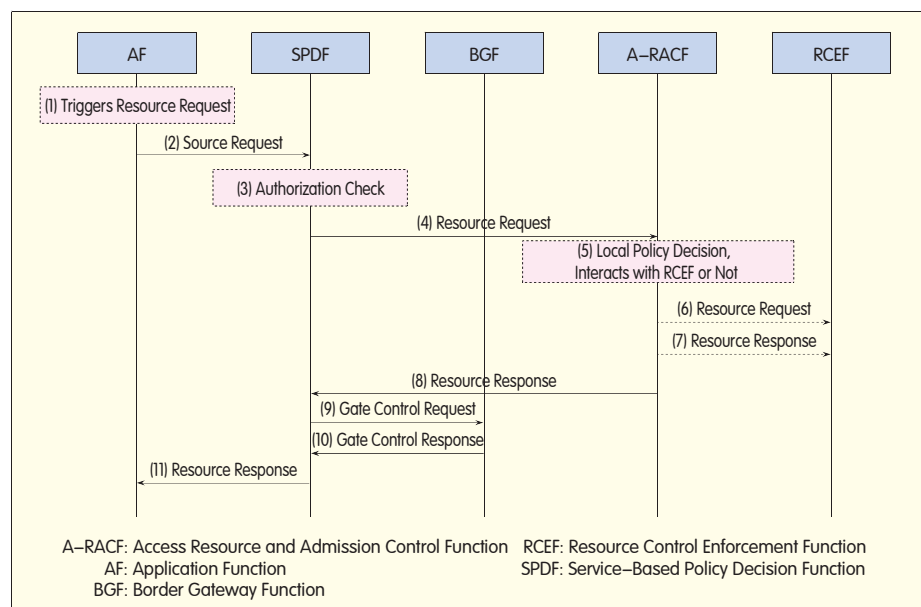 AF
SPDF
BGF
A–RACF
RCEF
(1) Triggers Resource Request
(2) Source Request
(3) Authorization Check
(4) Resource Request
(5) Local Policy Decision,
Interacts with RCEF or Not
(6) Resource Request
(7) Resource Response
(8) Resource Response
(9) Gate Control Request
(10) Gate Control Response
(11) Resource Response
A–RACF: Access Resource and Admission Control Function
AF: Application Function
BGF: Border Gateway Function
RCEF: Resource Control Enforcement Function
SPDF: Service–Based Policy Decision Function